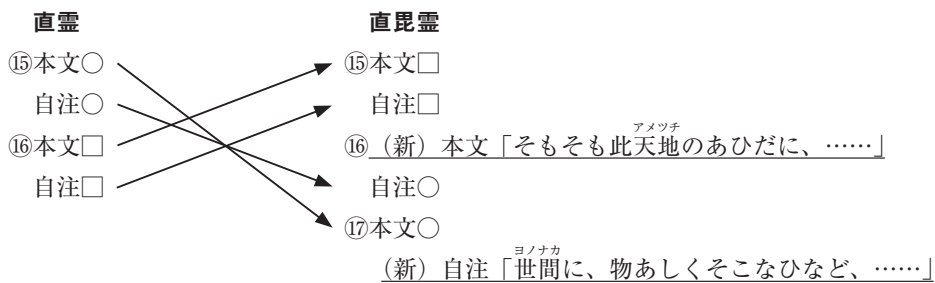 直霊 直毘霊
⑮本文○ ⑮本文□
自注○ 自注□
⑯本文□ ⑯（新）本文「そもそも此天地のあひだに、……」
アメツチ
自注□ 自注○
⑰本文○
（新）自注「世間に、物あしくそこなひなど、……」
ヨノナカ